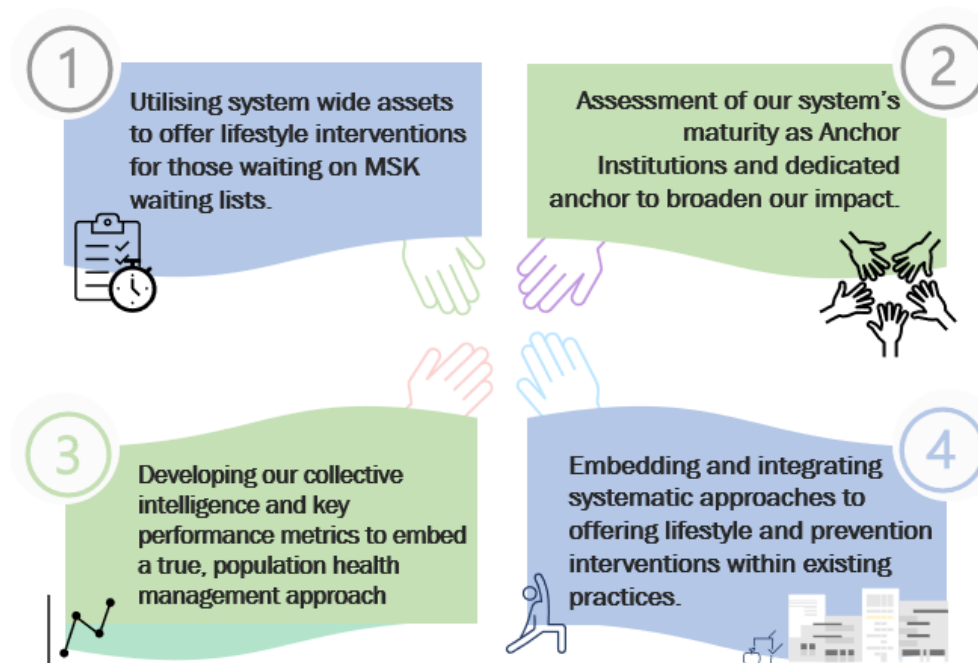 1
Utilising system wide assets
to offer lifestyle interventions
for those waiting on MSK
waiting lists.
2
Assessment of our system's
maturity as Anchor
Institutions and dedicated
anchor to broaden our impact.
3
Developing our collective
intelligence and key
performance metrics to embed
a true, population health
management approach
4
Embedding and integrating
systematic approaches to
offering lifestyle and prevention
interventions within existing
practices.